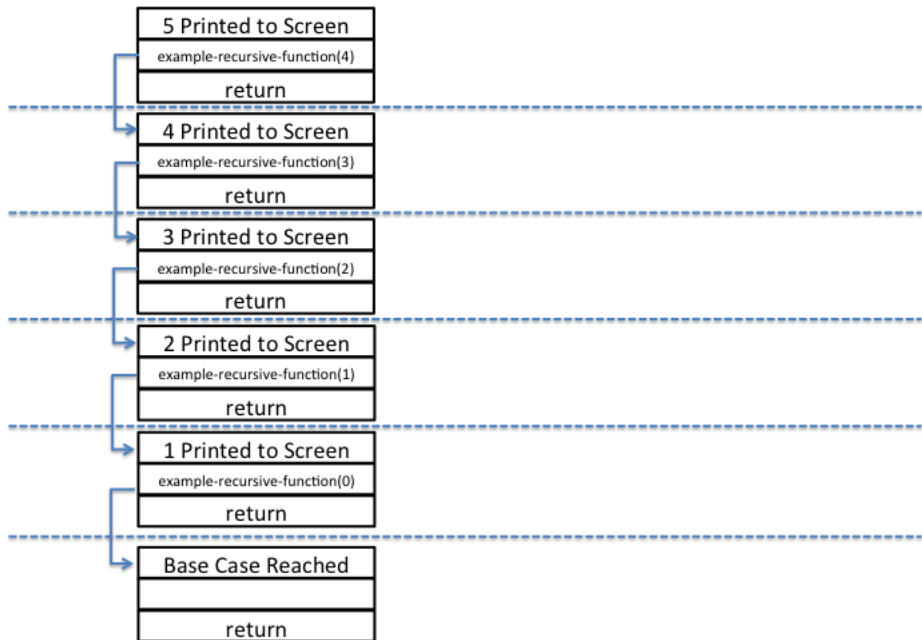 5 Printed to Screen
example-recursive-function(4)
return
4 Printed to Screen
example-recursive-function(3)
return
3 Printed to Screen
example-recursive-function(2)
return
2 Printed to Screen
example-recursive-function(1)
return
1 Printed to Screen
example-recursive-function(0)
return
Base Case Reached
return